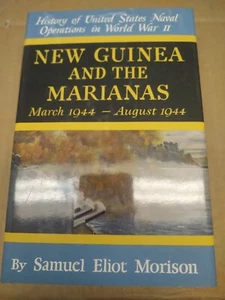 History of United States Naval
Operations in World War II
NEW GUINEA
AND THE
MARIANAS
March 1944 – August 1944
By Samuel Eliot Morison